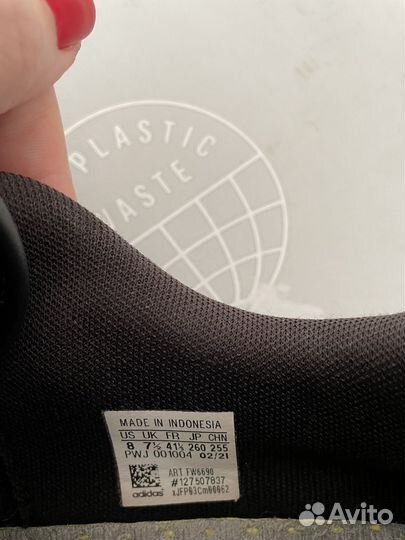 PLASTIC
WASTE
MADE IN INDONESIA
US UK FR JP CHN
8 7½ 41⅓ 260 255
PWJ 001004 02/21
ART FW6690
#127507837
adidas
Avito